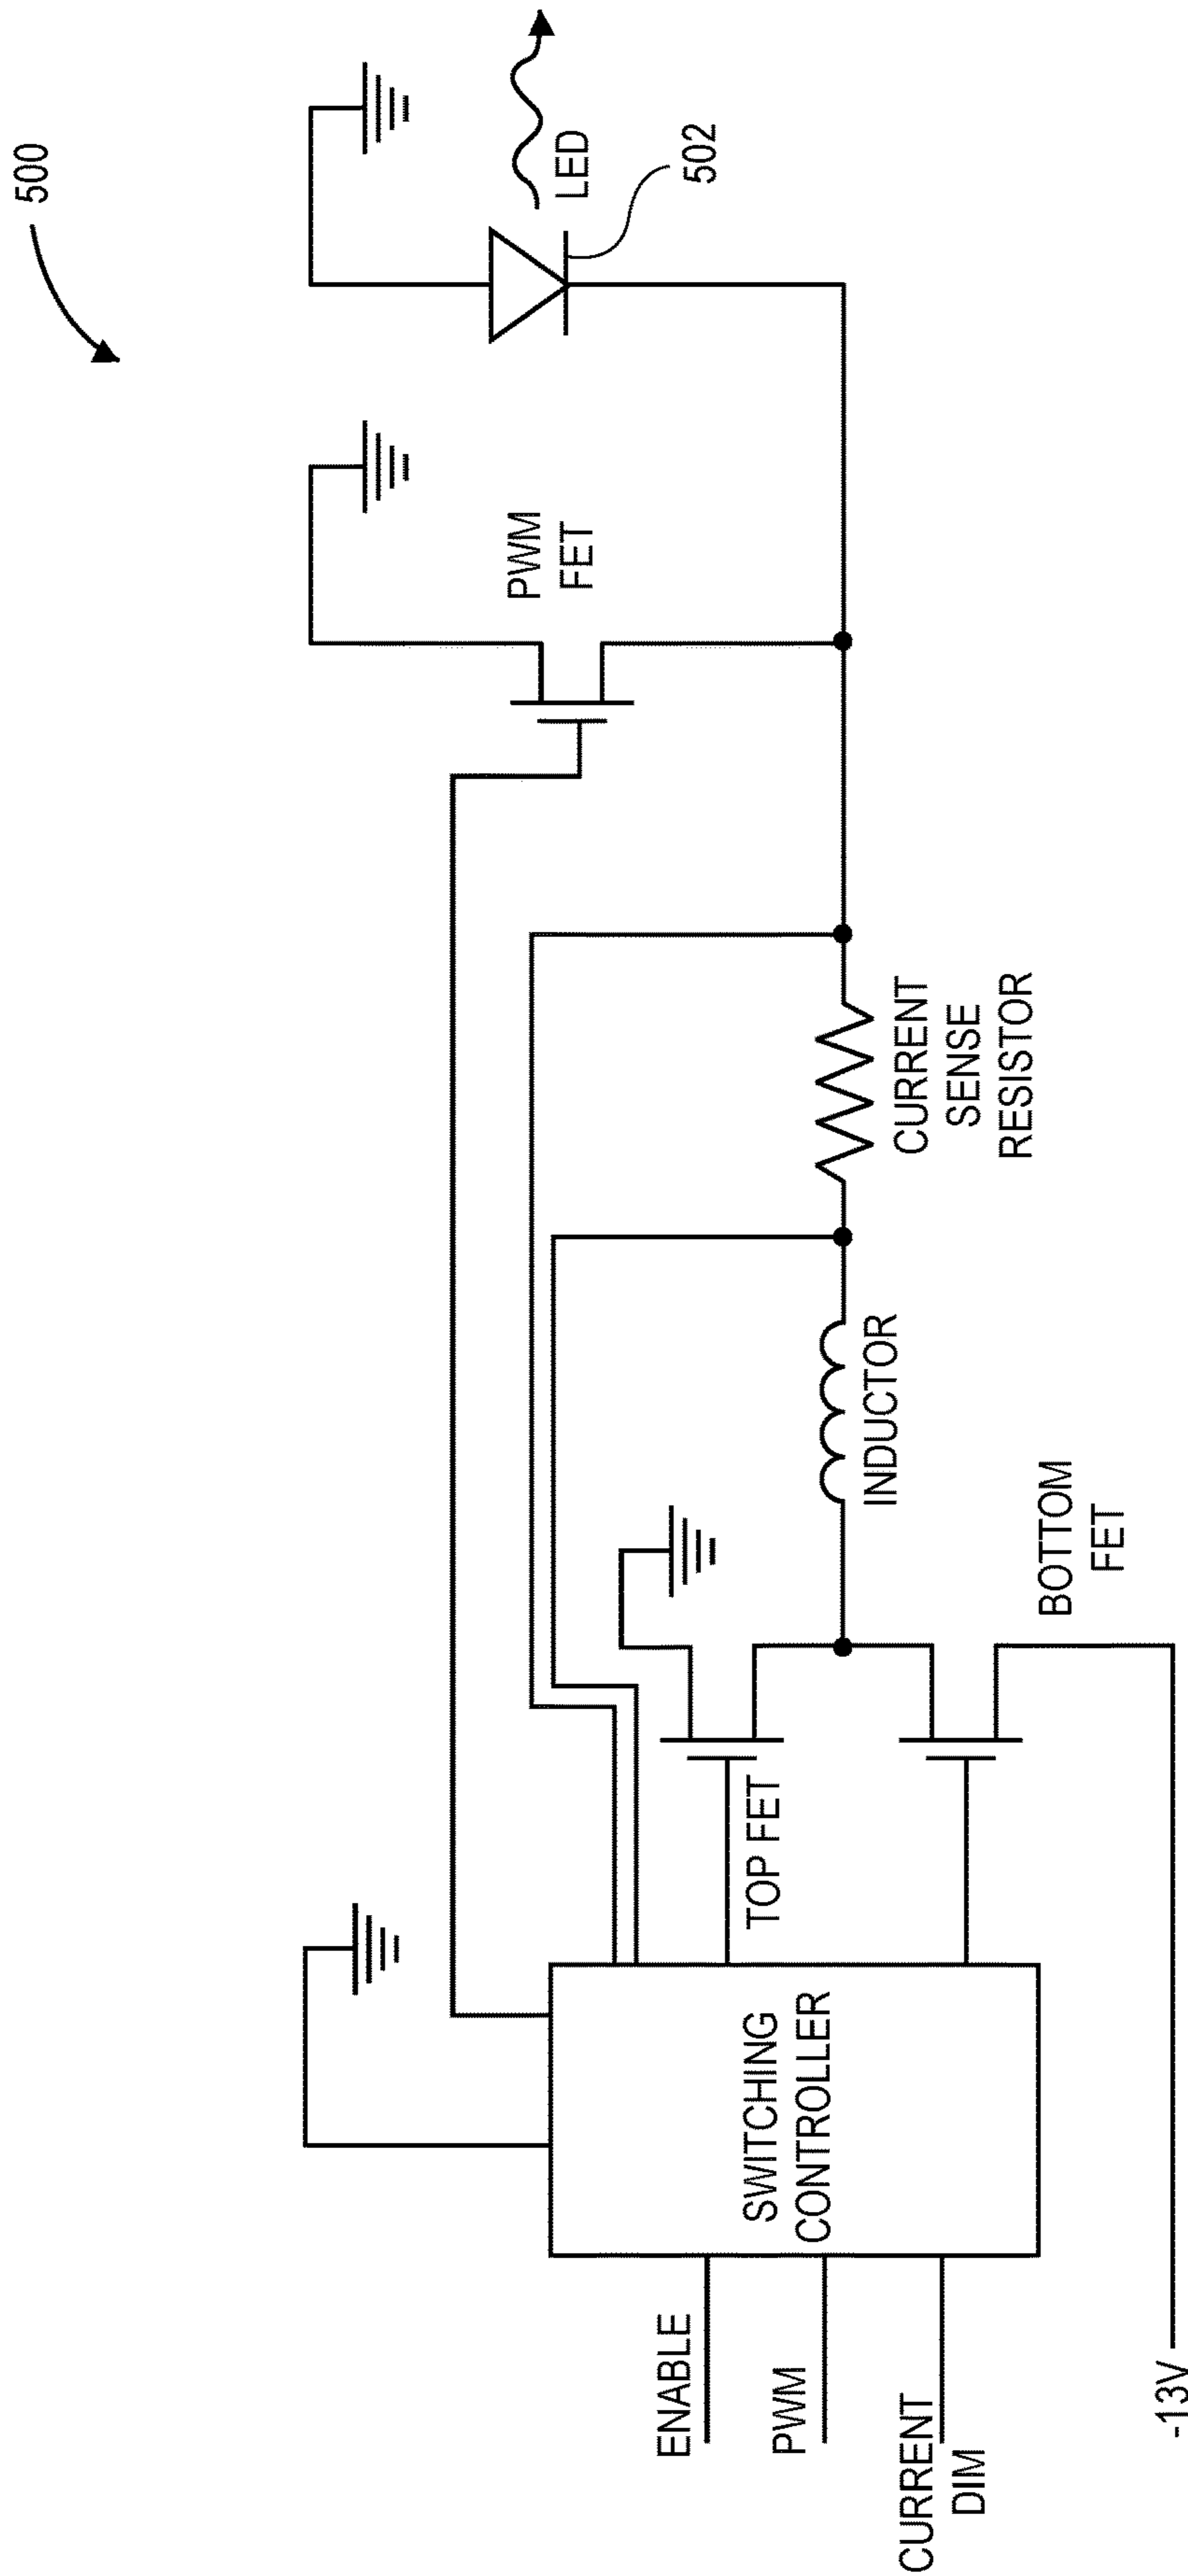 500
LED
502
PWM
FET
CURRENT
SENSE
RESISTOR
INDUCTOR
BOTTOM
FET
TOP FET
SWITCHING
CONTROLLER
ENABLE
PWM
CURRENT
DIM
-13V